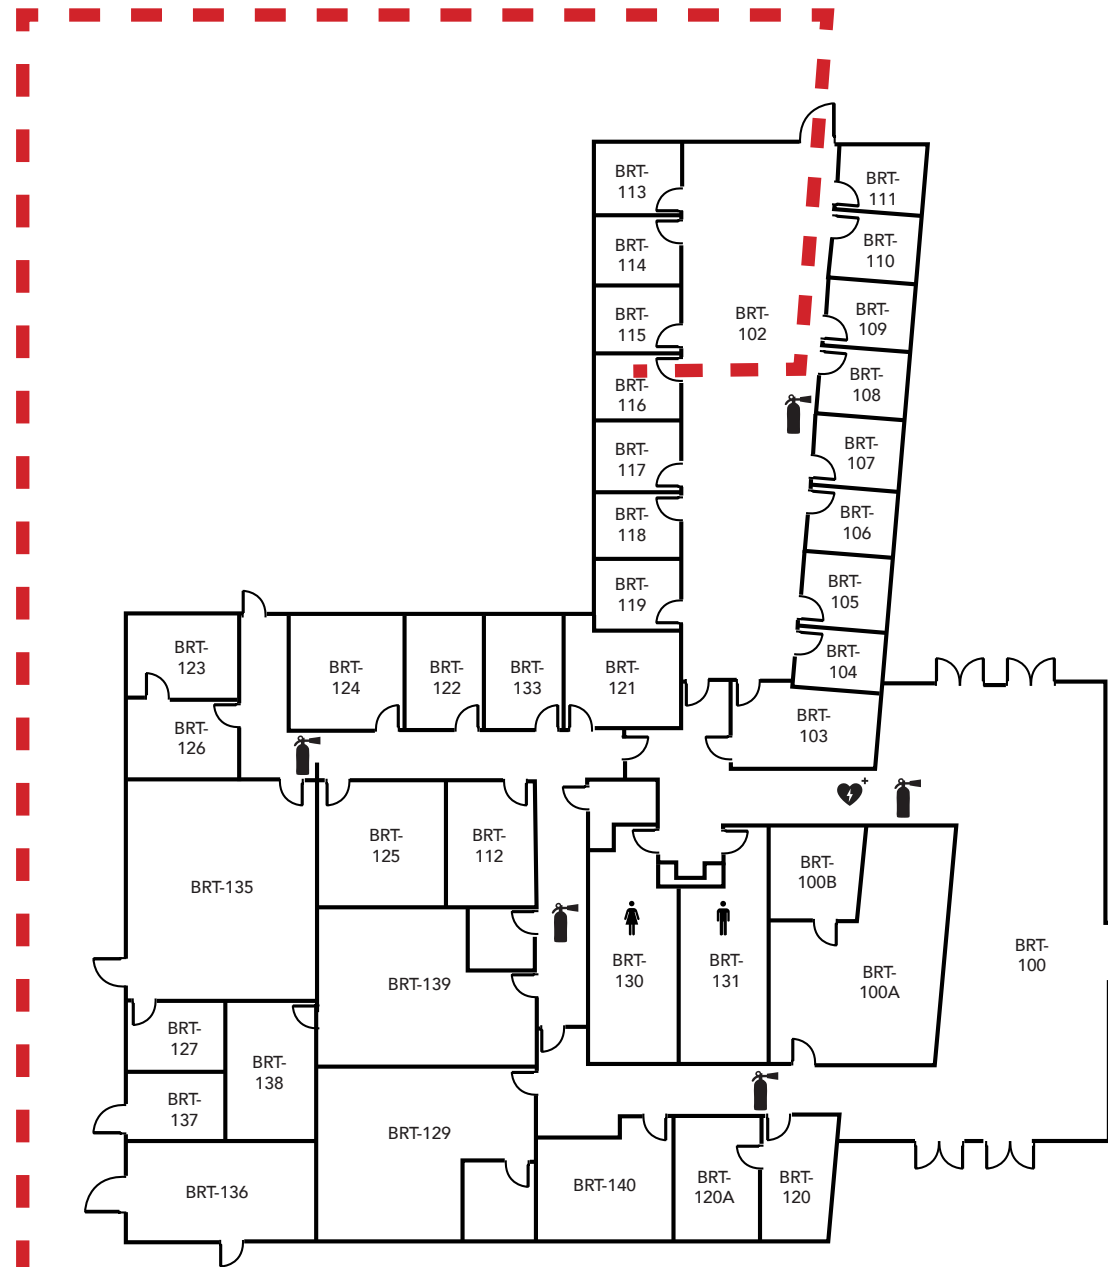 BRT-
113
BRT-
111
BRT-
114
BRT-
110
BRT-
115
BRT-
102
BRT-
109
BRT-
116
BRT-
108
BRT-
117
BRT-
107
BRT-
118
BRT-
106
BRT-
119
BRT-
105
BRT-
123
BRT-
124
BRT-
122
BRT-
133
BRT-
121
BRT-
104
BRT-
126
BRT-
103
BRT-
125
BRT-
112
BRT-
100B
BRT-135
BRT-139
BRT-
130
BRT-
131
BRT-
100A
BRT-
100
BRT-
127
BRT-
138
BRT-
137
BRT-129
BRT-136
BRT-140
BRT-
120A
BRT-
120